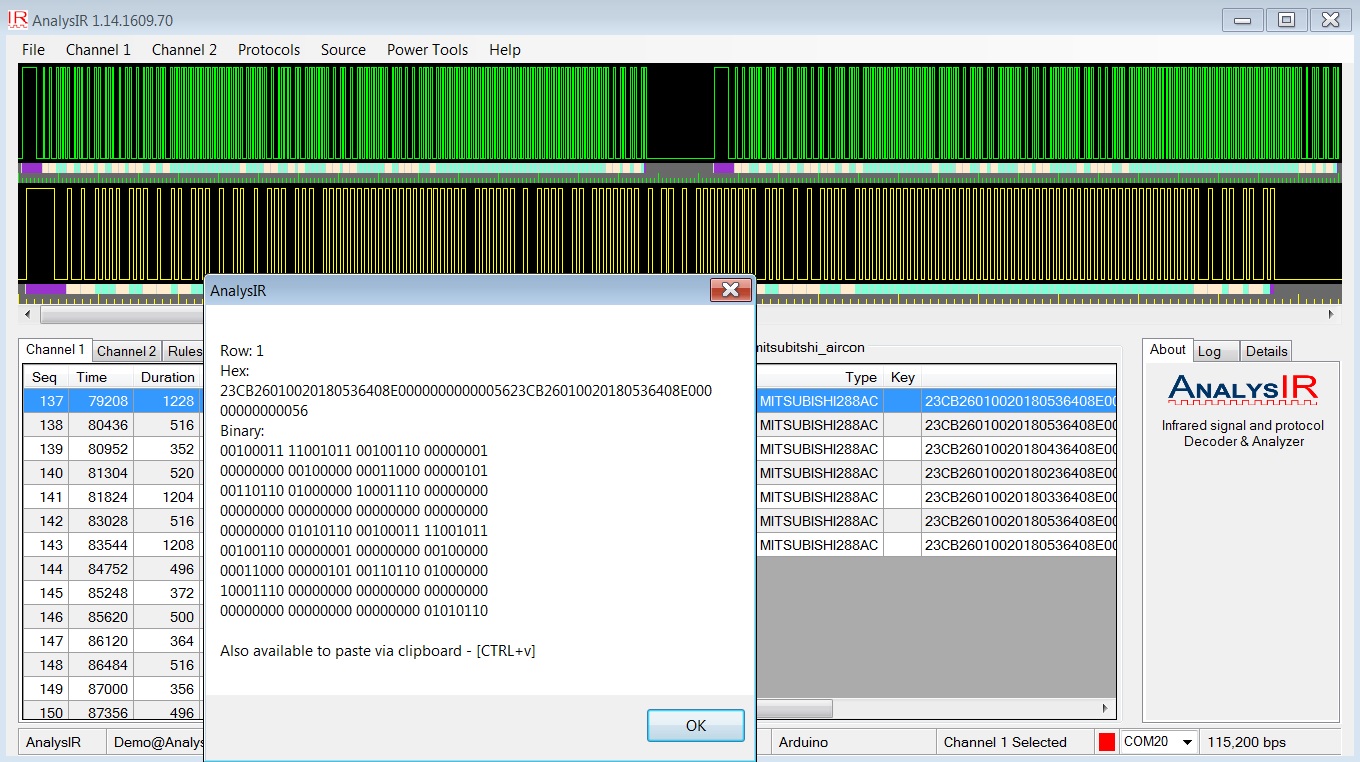 AnalysIR 1.14.1609.70
File Channel 1 Channel 2 Protocols Source Power Tools Help
AnalysIR
Row: 1
Hex:
23CB26010020180536408E0000000000005623CB26010020180536408E000
00000000056
Binary:
00100011 11001011 00100110 00000001
00000000 00100000 00011000 00000101
00110110 01000000 10001110 00000000
00000000 00000000 00000000 00000000
00000000 01010110 00100011 11001011
00100110 00000001 00000000 00100000
00011000 00000101 00110110 01000000
10001110 00000000 00000000 00000000
00000000 00000000 00000000 01010110
Also available to paste via clipboard - [CTRL+v]
OK
Channel 1 Channel 2 Rules
Seq Time Duration
137 79208 1228
138 80436 516
139 80952 352
140 81304 520
141 81824 1204
142 83028 516
143 83544 1208
144 84752 496
145 85248 372
146 85620 500
147 86120 364
148 86484 516
149 87000 356
150 87356 496
mitsubitshi_aircon
Type Key
MITSUBISHI288AC 23CB26010020180536408E00
MITSUBISHI288AC 23CB26010020180536408E00
MITSUBISHI288AC 23CB26010020180436408E00
MITSUBISHI288AC 23CB26010020180236408E00
MITSUBISHI288AC 23CB26010020180336408E00
MITSUBISHI288AC 23CB26010020180536408E00
MITSUBISHI288AC 23CB26010020180536408E00
About Log Details
ANALYSIR
Infrared signal and protocol
Decoder & Analyzer
AnalysIR Demo@Analys Arduino Channel 1 Selected COM20 115,200 bps